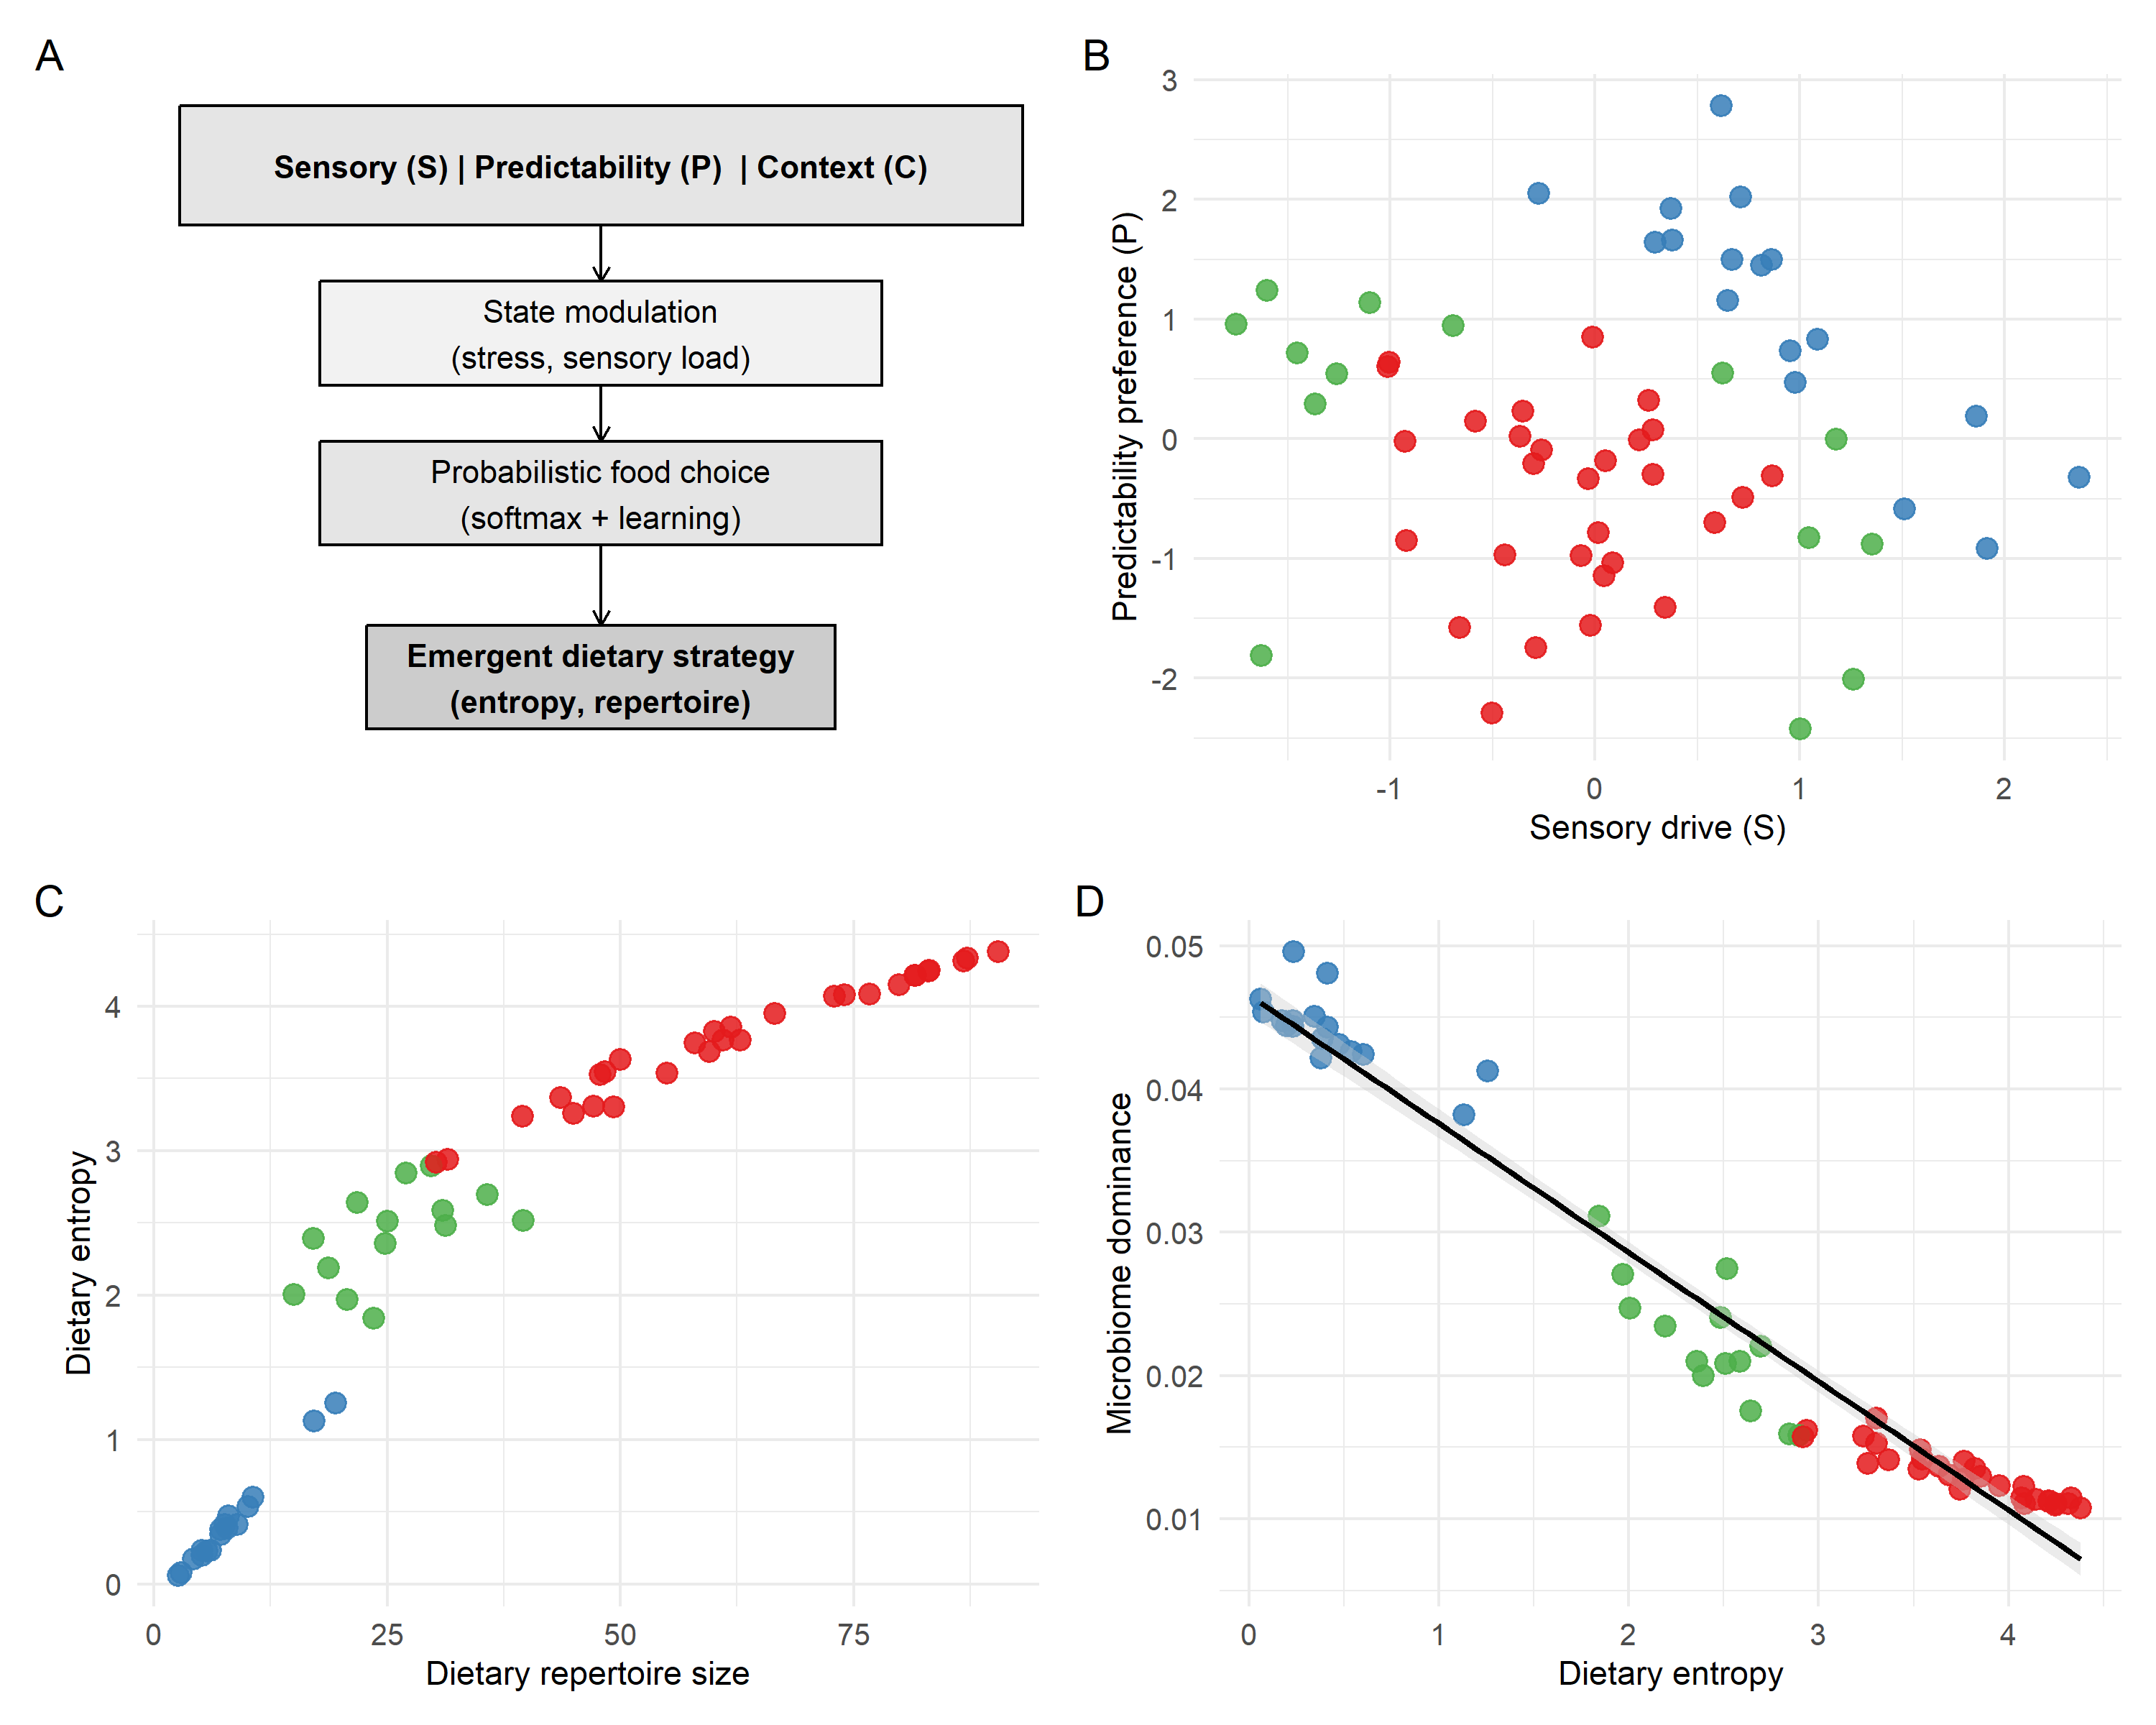 A
Sensory (S) | Predictability (P) | Context (C)
State modulation
(stress, sensory load)
Probabilistic food choice
(softmax + learning)
Emergent dietary strategy
(entropy, repertoire)
B
3
2
1
0
-1
-2
Predictability preference (P)
-1 0 1 2
Sensory drive (S)
C
4
3
2
1
0
Dietary entropy
0 25 50 75
Dietary repertoire size
D
0.05
0.04
0.03
0.02
0.01
Microbiome dominance
0 1 2 3 4
Dietary entropy